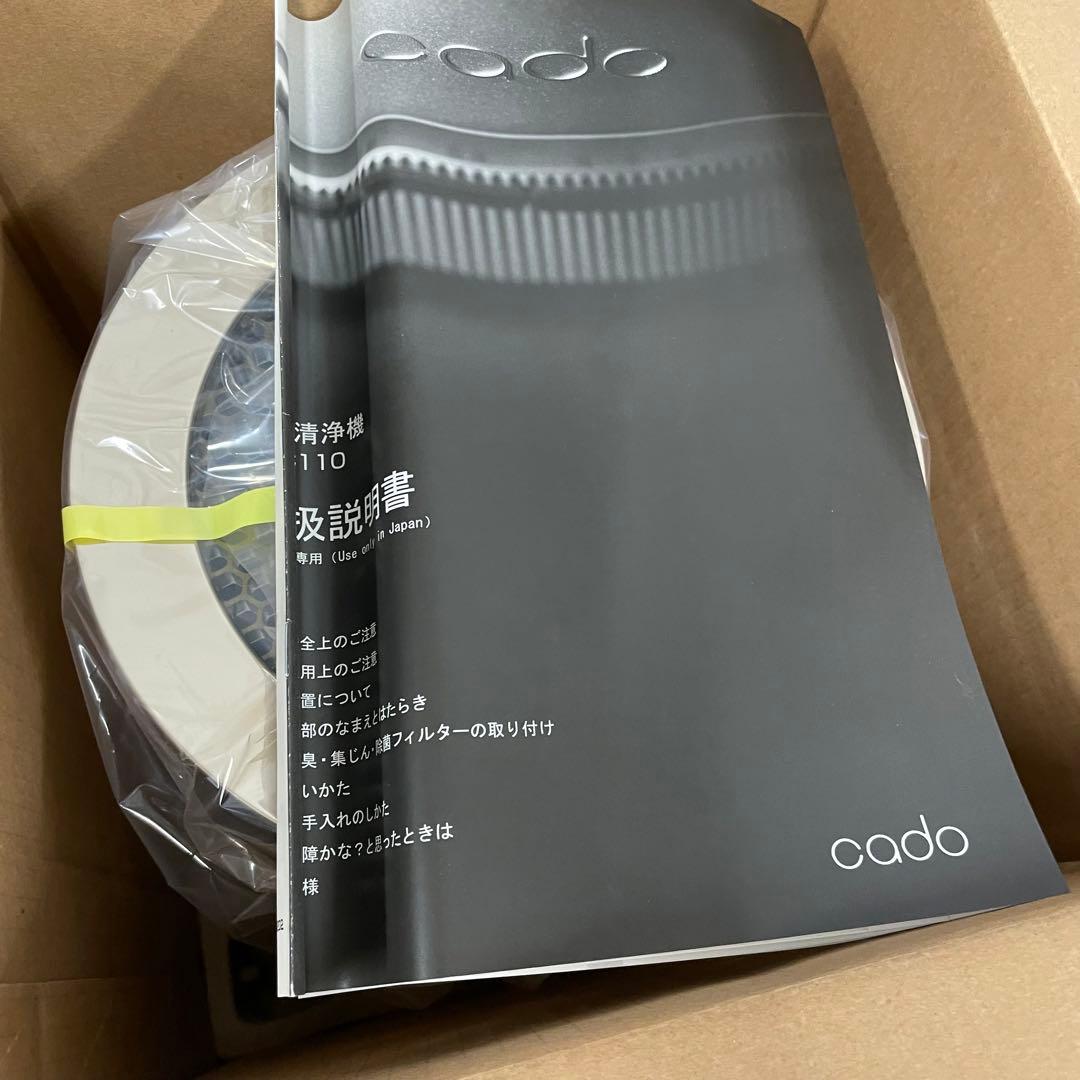 cado
清浄機
110
扱説明書
専用 (Use only in Japan)
全上のご注意
用上のご注意
置について
部のなまえとはたらき
臭・集じん・除菌フィルターの取り付け
いかた
手入れのしかた
障かな?と思ったときは
様
cado